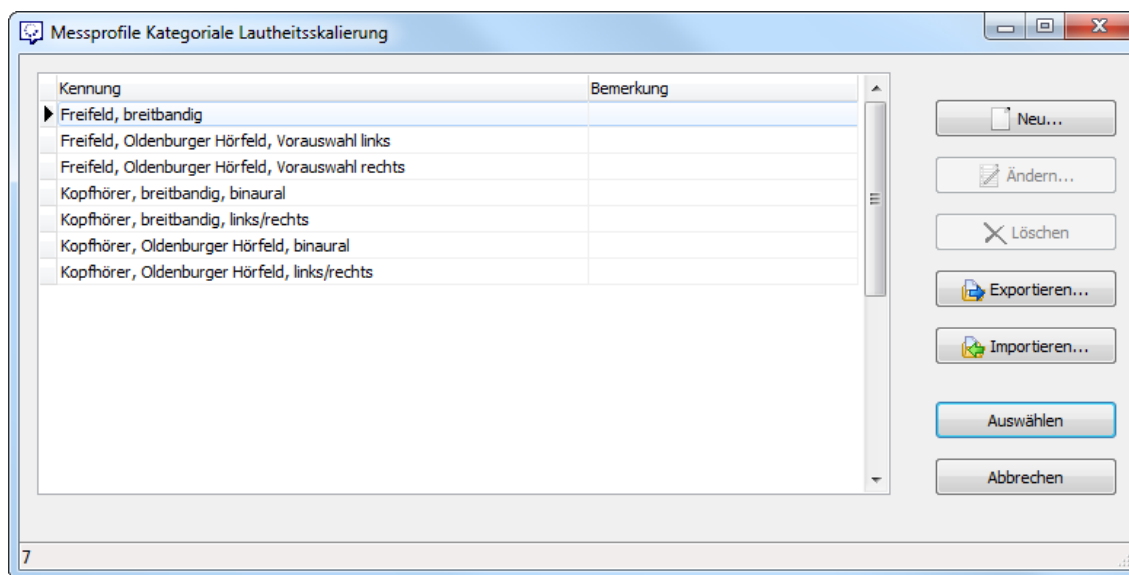 Messprofile Kategoriale Lautheitsskalierung
Kennung Bemerkung
Freifeld, breitbandig
Freifeld, Oldenburger Hörfeld, Vorauswahl links
Freifeld, Oldenburger Hörfeld, Vorauswahl rechts
Kopfhörer, breitbandig, binaural
Kopfhörer, breitbandig, links/rechts
Kopfhörer, Oldenburger Hörfeld, binaural
Kopfhörer, Oldenburger Hörfeld, links/rechts
Neu...
Ändern...
Löschen
Exportieren...
Importieren...
Auswählen
Abbrechen
7